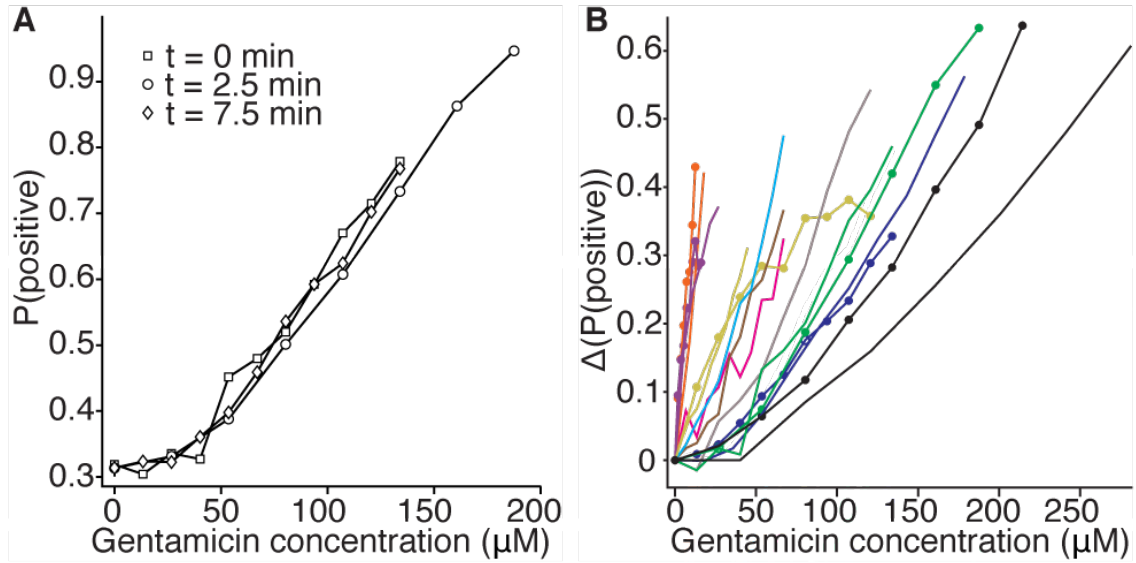 A
t = 0 min
t = 2.5 min
t = 7.5 min
P(positive)
0.9
0.8
0.7
0.6
0.5
0.4
0.3
0 50 100 150 200
Gentamicin concentration (µM)
B
Δ(P(positive))
0.6
0.5
0.4
0.3
0.2
0.1
0
0 50 100 150 200 250
Gentamicin concentration (µM)